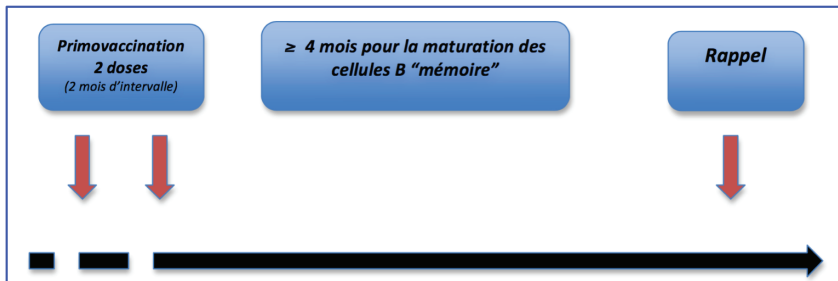 Primovaccination
2 doses
(2 mois d'intervalle)
≥ 4 mois pour la maturation des
cellules B "mémoire"
Rappel